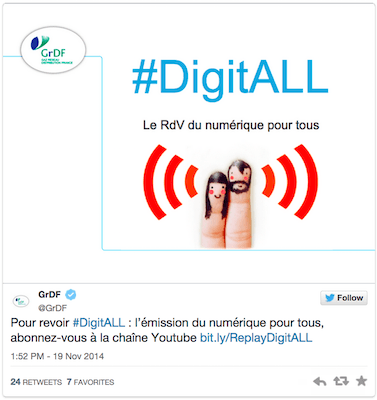 GrDF
GAZ RÉSEAU
DISTRIBUTION FRANCE
#DigitALL
Le RdV du numérique pour tous
GrDF
@GrDF
Follow
Pour revoir #DigitALL : l'émission du numérique pour tous,
abonnez-vous à la chaîne Youtube bit.ly/ReplayDigitALL
1:52 PM - 19 Nov 2014
24 RETWEETS 7 FAVORITES